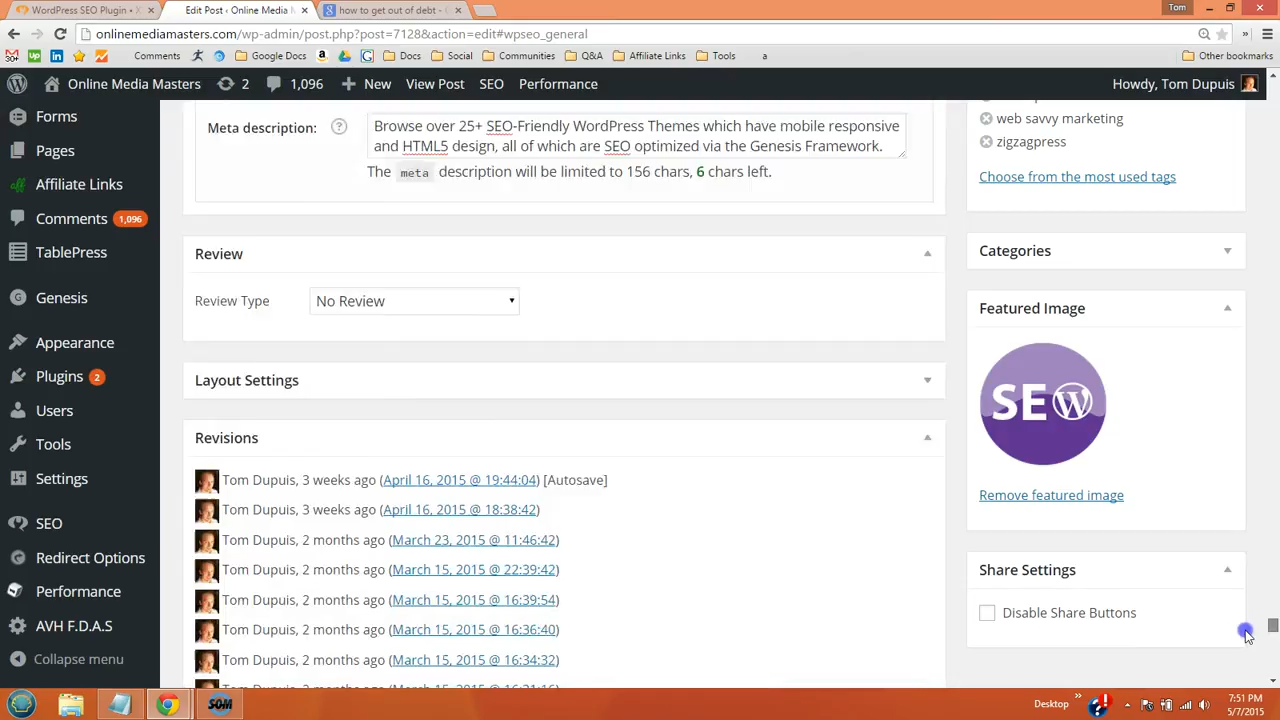 WordPress SEO Plugin • X
Edit Post ‹ Online Media M
how to get out of debt -
Tom
onlinemediamasters.com/wp-admin/post.php?post=7128&action=edit#wpseo_general
Comments
Google Docs
Docs
Social
Communities
Q&A
Affiliate Links
Tools
a
Other bookmarks
Online Media Masters
2
1,096
New
View Post
SEO
Performance
Howdy, Tom Dupuis
Forms
Pages
Affiliate Links
Comments 1,096
TablePress
Genesis
Appearance
Plugins 2
Users
Tools
Settings
SEO
Redirect Options
Performance
AVH F.D.A.S
Collapse menu
Meta description:
Browse over 25+ SEO-Friendly WordPress Themes which have mobile responsive
and HTML5 design, all of which are SEO optimized via the Genesis Framework.
The meta description will be limited to 156 chars, 6 chars left.
Review
Review Type
No Review
Layout Settings
Revisions
Tom Dupuis, 3 weeks ago (April 16, 2015 @ 19:44:04) [Autosave]
Tom Dupuis, 3 weeks ago (April 16, 2015 @ 18:38:42)
Tom Dupuis, 2 months ago (March 23, 2015 @ 11:46:42)
Tom Dupuis, 2 months ago (March 15, 2015 @ 22:39:42)
Tom Dupuis, 2 months ago (March 15, 2015 @ 16:39:54)
Tom Dupuis, 2 months ago (March 15, 2015 @ 16:36:40)
Tom Dupuis, 2 months ago (March 15, 2015 @ 16:34:32)
web savvy marketing
zigzagpress
Choose from the most used tags
Categories
Featured Image
SE W
Remove featured image
Share Settings
Disable Share Buttons
SOM
Desktop
7:51 PM
5/7/2015